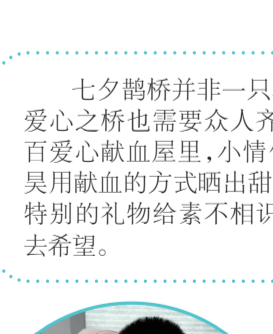 七夕鹊桥并非一只
爱心之桥也需要众人齐
百爱心献血屋里,小情
昊用献血的方式晒出甜
特别的礼物给素不相识
去希望。